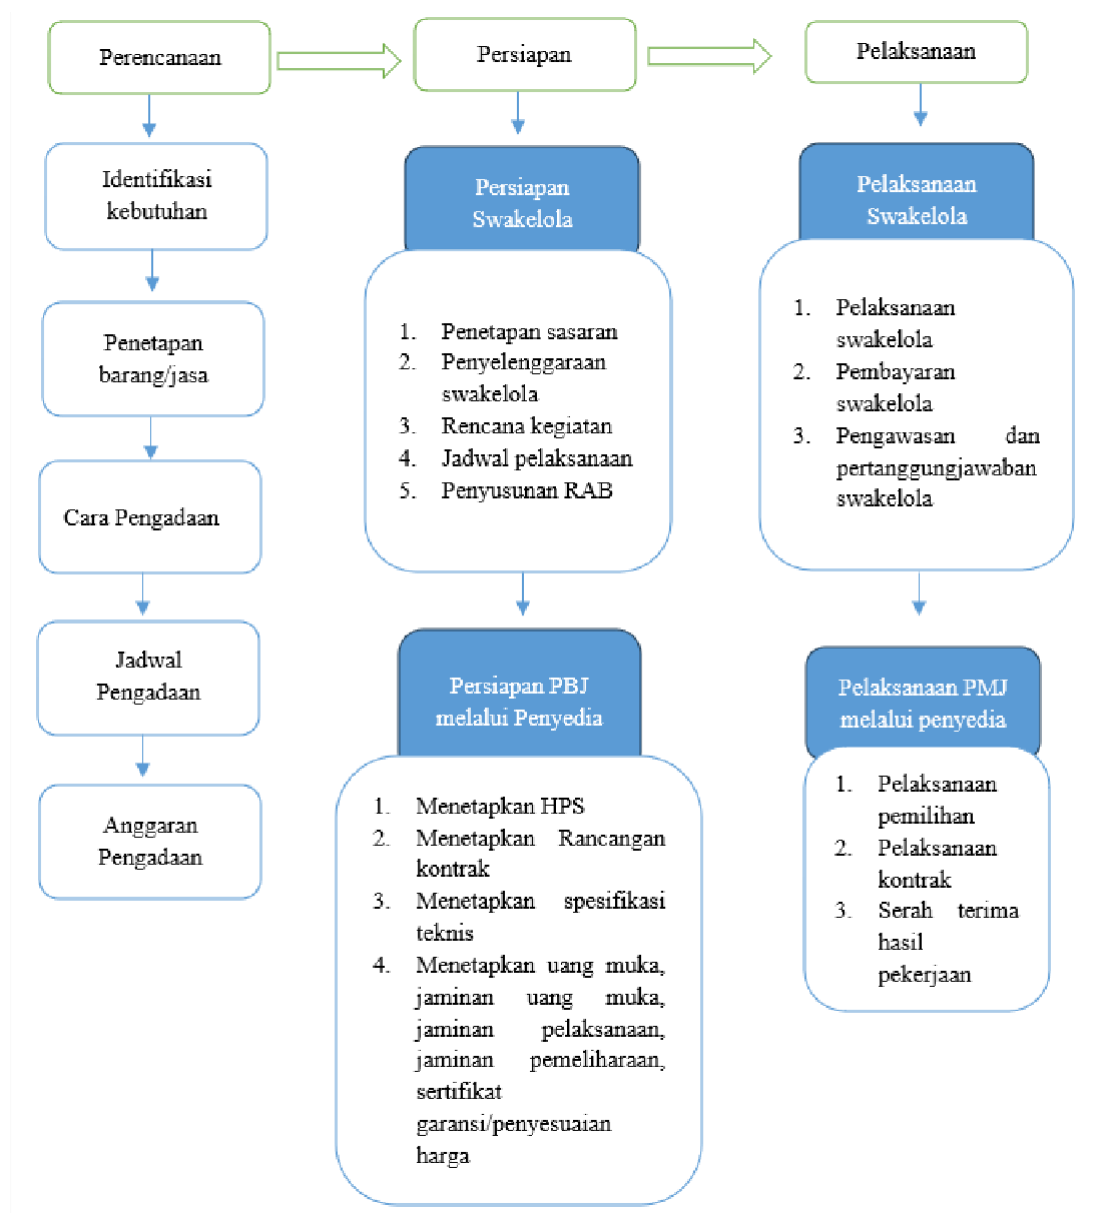 Perencanaan
Persiapan
Pelaksanaan
Identifikasi
kebutuhan
Penetapan
barang/jasa
Cara Pengadaan
Jadwal
Pengadaan
Anggaran
Pengadaan
Persiapan
Swakelola
1. Penetapan sasaran
2. Penyelenggaraan
swakelola
3. Rencana kegiatan
4. Jadwal pelaksanaan
5. Penyusunan RAB
Persiapan PBJ
melalui Penyedia
1. Menetapkan HPS
2. Menetapkan Rancangan
kontrak
3. Menetapkan spesifikasi
teknis
4. Menetapkan uang muka,
jaminan uang muka,
jaminan pelaksanaan,
jaminan pemeliharaan,
sertifikat
garansi/penyesuaian
harga
Pelaksanaan
Swakelola
1. Pelaksanaan
swakelola
2. Pembayaran
swakelola
3. Pengawasan dan
pertanggungjawaban
swakelola
Pelaksanaan PMJ
melalui penyedia
1. Pelaksanaan
pemilihan
2. Pelaksanaan
kontrak
3. Serah terima
hasil
pekerjaan